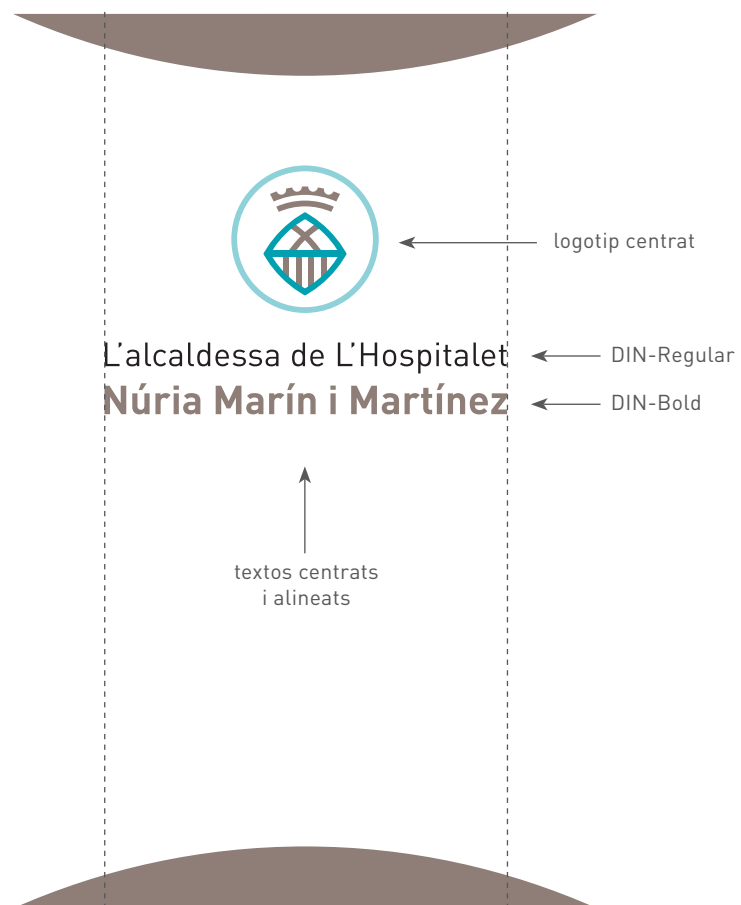 logotip centrat
L’alcaldessa de L’Hospitalet
DIN-Regular
Núria Marín i Martínez
DIN-Bold
textos centrats
i alineats